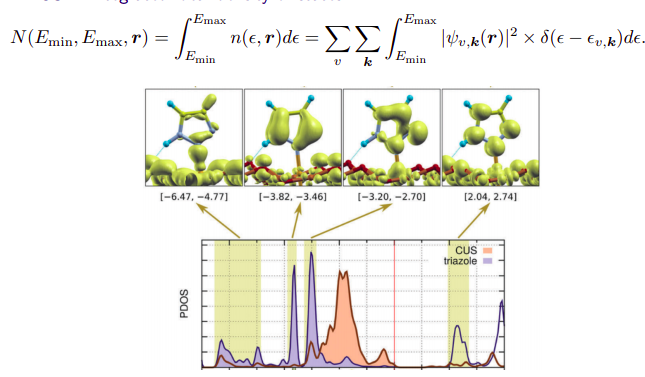 N(E_min, E_max, r) = ∫_{E_min}^{E_max} n(ϵ, r)dϵ = ∑_v ∑_k ∫_{E_min}^{E_max} |ψ_{v,k}(r)|² × δ(ϵ − ϵ_{v,k})dϵ.
[−6.47, −4.77] [−3.82, −3.46] [−3.20, −2.70] [2.04, 2.74]
CUS
triazole
PDOS